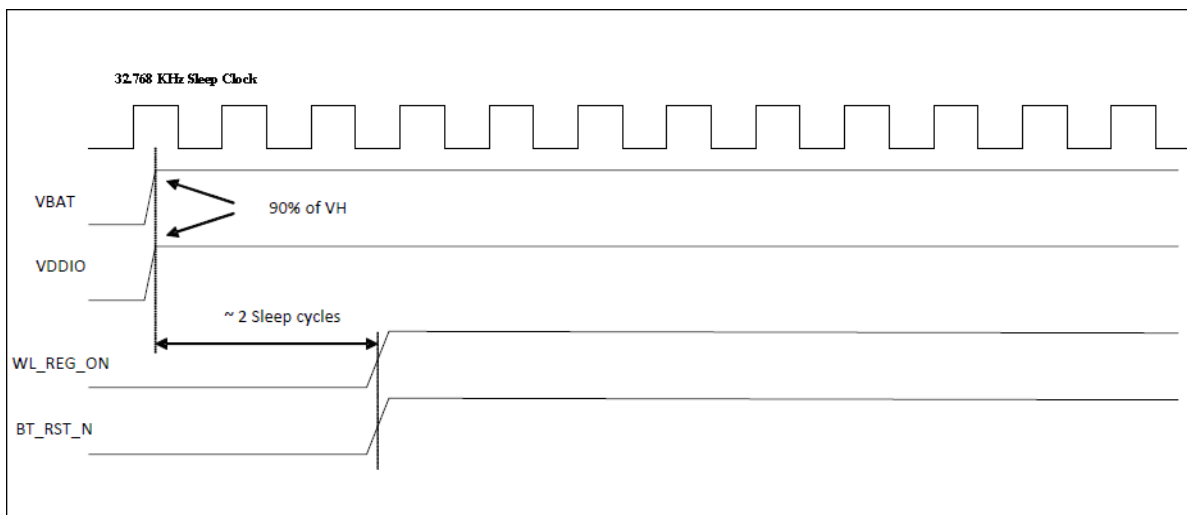 32.768 KHz Sleep Clock
VBAT
90% of VH
VDDIO
~ 2 Sleep cycles
WL_REG_ON
BT_RST_N